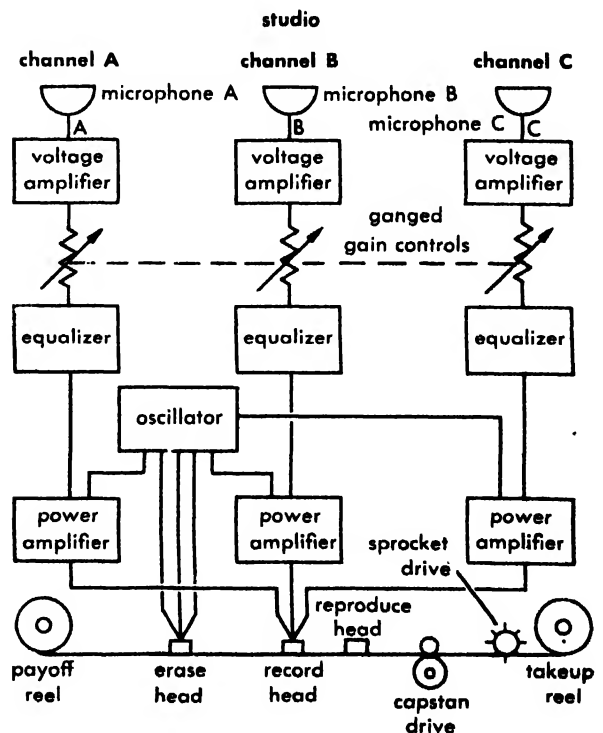 studio
channel A
channel B
channel C
microphone A
microphone B
microphone C
A
B
C
voltage
amplifier
voltage
amplifier
voltage
amplifier
ganged
gain controls
equalizer
equalizer
equalizer
oscillator
power
amplifier
power
amplifier
power
amplifier
sprocket
drive
reproduce
head
payoff
reel
erase
head
record
head
capstan
drive
takeup
reel